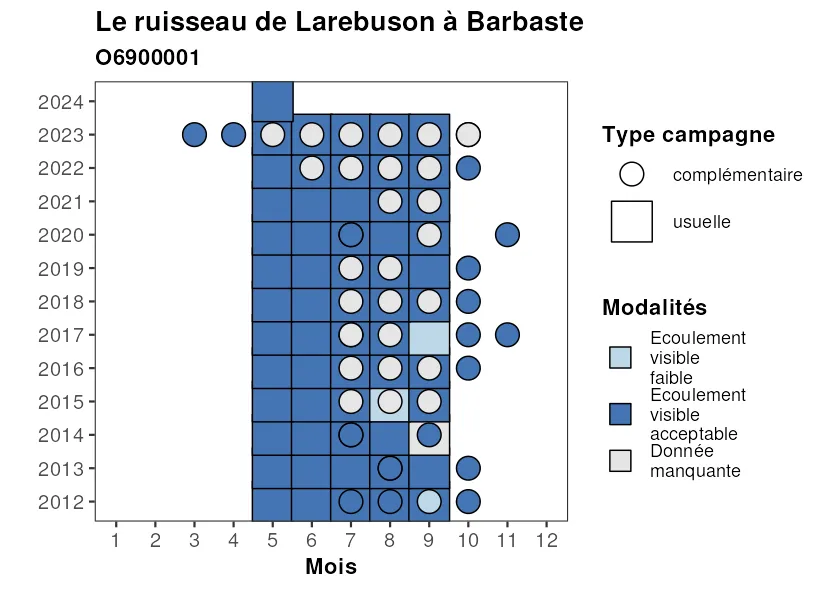 Le ruisseau de Larebuson à Barbaste
O6900001
2024
2023
2022
2021
2020
2019
2018
2017
2016
2015
2014
2013
2012
1 2 3 4 5 6 7 8 9 10 11 12
Mois
Type campagne
complémentaire
usuelle
Modalités
Ecoulement
visible
faible
Ecoulement
visible
acceptable
Donnée
manquante